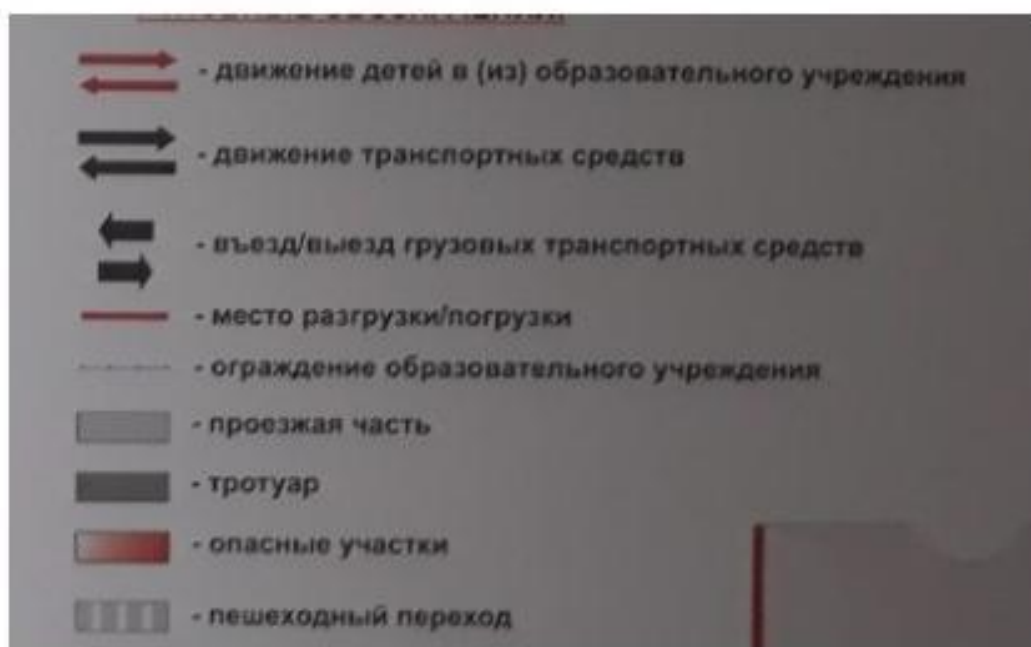 - движение детей в (из) образовательного учреждения
- движение транспортных средств
- въезд/выезд грузовых транспортных средств
- место разгрузки/погрузки
- ограждение образовательного учреждения
- проезжая часть
- тротуар
- опасные участки
- пешеходный переход